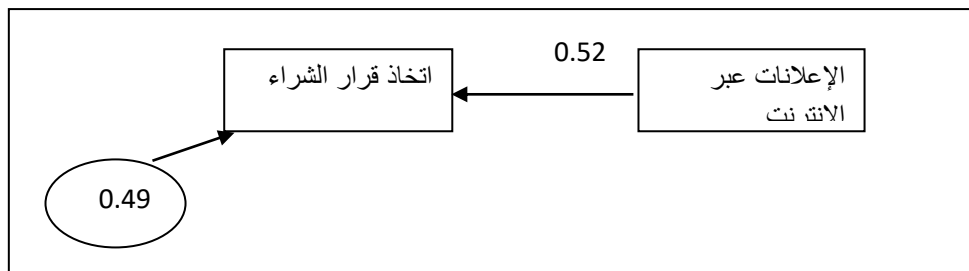 0.52
الإعلانات عبر
الانترنت
اتخاذ قرار الشراء
0.49